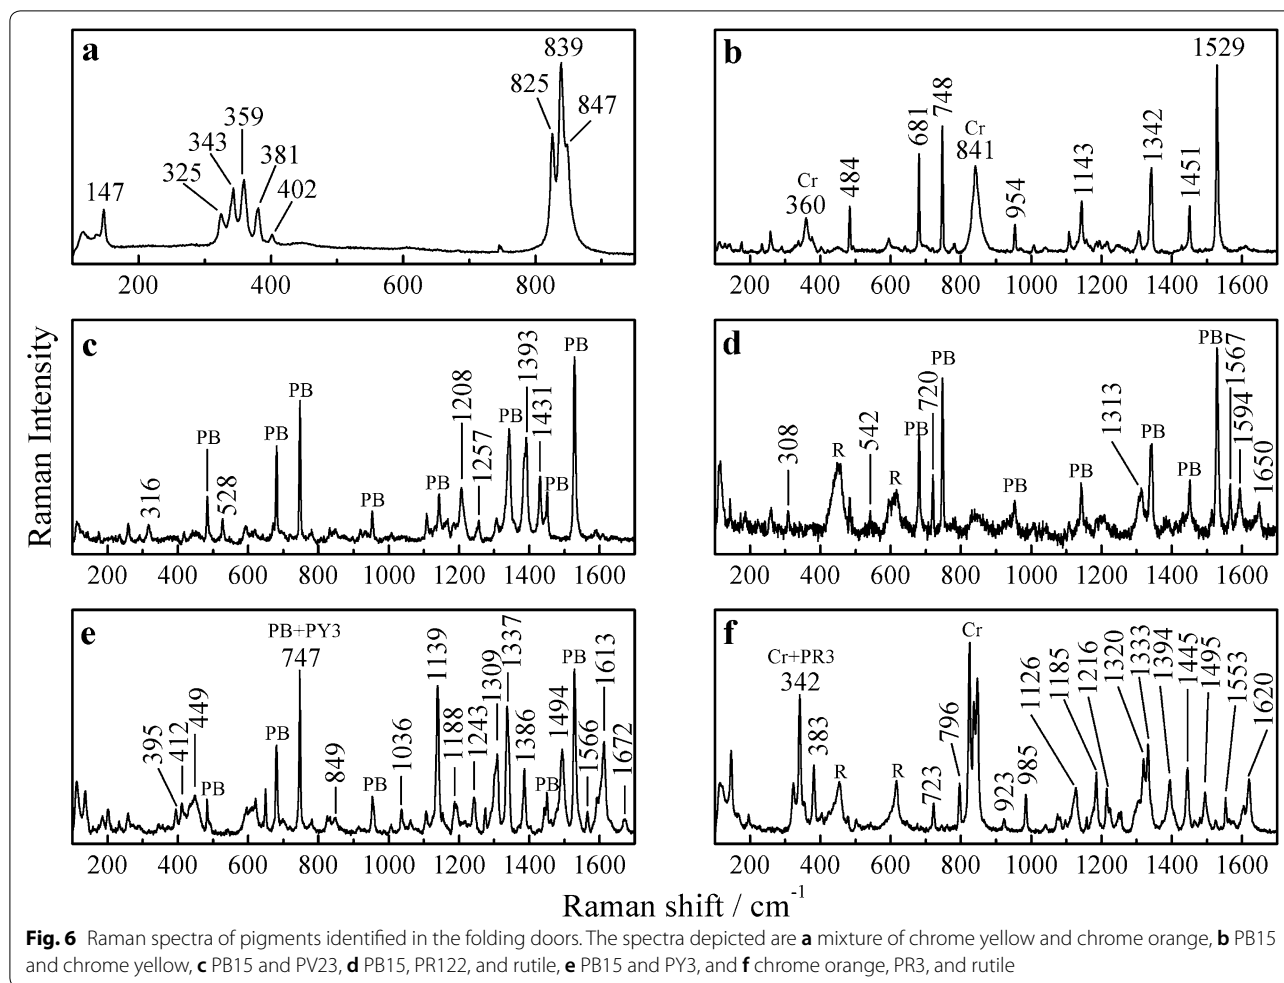 a
147
325
343
359
381
402
825
839
847
200 400 600 800
b
Cr
360
484
681
748
Cr
841
954
1143
1342
1451
1529
200 400 600 800 1000 1200 1400 1600
Raman Intensity
c
316
PB
528
PB
PB
PB
PB
1208
1257
PB
1393
1431
PB
PB
200 400 600 800 1000 1200 1400 1600
d
308
R
542
R
PB
720
PB
PB
PB
1313
PB
PB
PB
1567
1594
1650
200 400 600 800 1000 1200 1400 1600
e
395
412
449
PB
PB
PB+PY3
747
849
PB
1036
1139
1188
1243
1309
1337
1386
PB
1494
PB
1566
1613
1672
200 400 600 800 1000 1200 1400 1600
f
Cr+PR3
342
383
R
R
723
796
Cr
923
985
1126
1185
1216
1320
1333
1394
1445
1495
1553
1620
200 400 600 800 1000 1200 1400 1600
Raman shift / cm-1
Fig. 6 Raman spectra of pigments identified in the folding doors. The spectra depicted are a mixture of chrome yellow and chrome orange, b PB15
and chrome yellow, c PB15 and PV23, d PB15, PR122, and rutile, e PB15 and PY3, and f chrome orange, PR3, and rutile